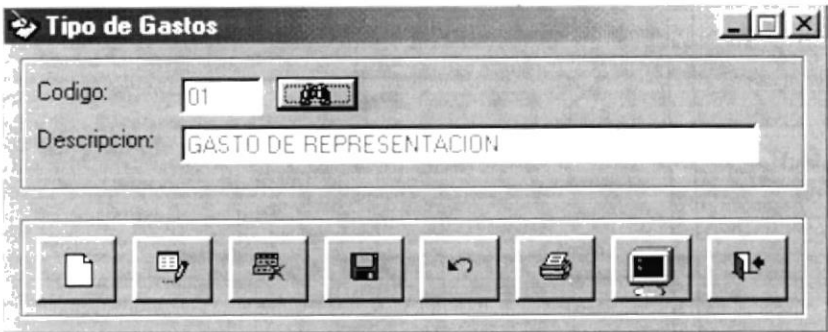 Tipo de Gastos
Codigo: 01
Descripcion: GASTO DE REPRESENTACION